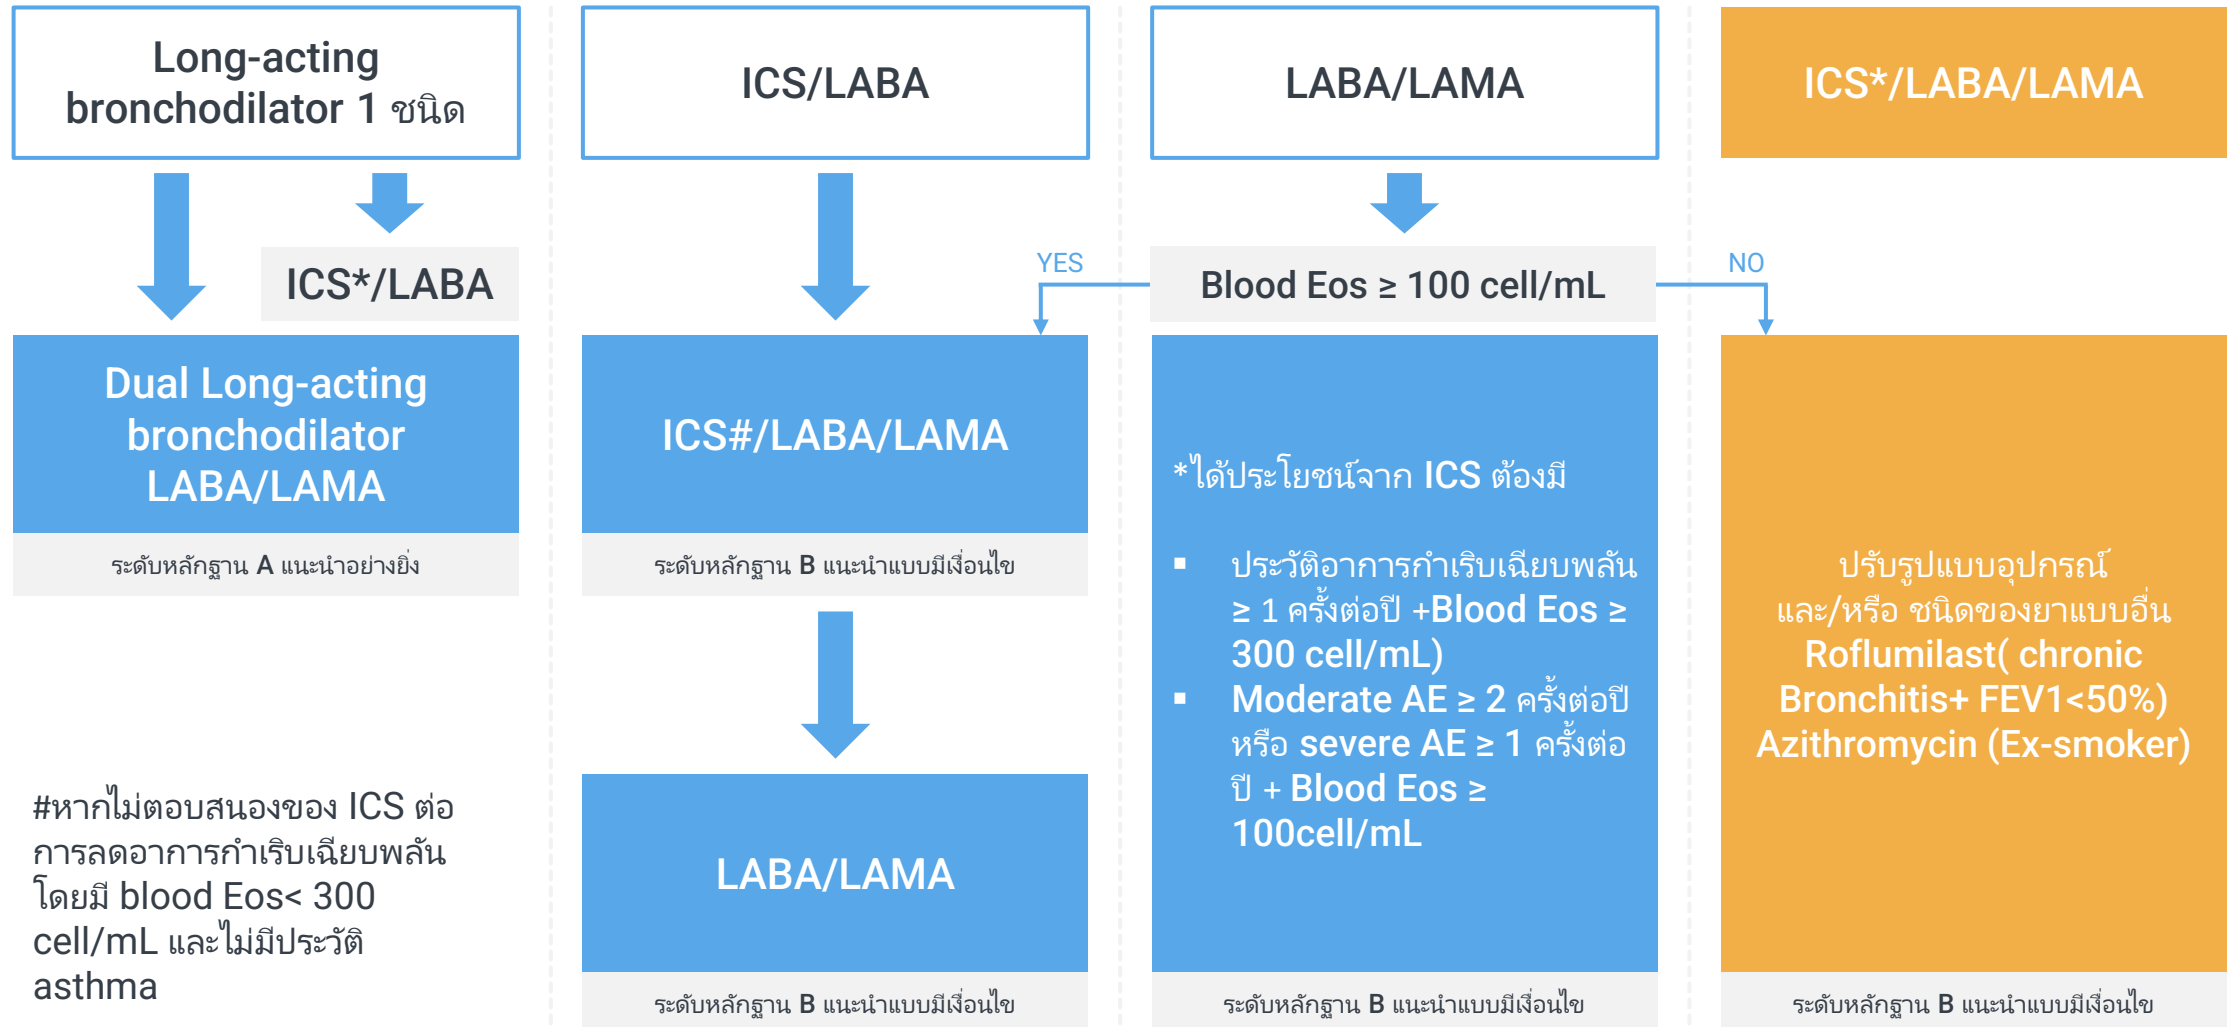 Long-acting
bronchodilator 1 ชนิด
ICS*/LABA
Dual Long-acting
bronchodilator
LABA/LAMA
ระดับหลักฐาน A แนะนำอย่างยิ่ง
#หากไม่ตอบสนองของ ICS ต่อ
การลดอาการกำเริบเฉียบพลัน
โดยมี blood Eos< 300
cell/mL และไม่มีประวัติ
asthma
ICS/LABA
ICS#/LABA/LAMA
ระดับหลักฐาน B แนะนำแบบมีเงื่อนไข
LABA/LAMA
ระดับหลักฐาน B แนะนำแบบมีเงื่อนไข
LABA/LAMA
YES
Blood Eos ≥ 100 cell/mL
NO
*ได้ประโยชน์จาก ICS ต้องมี
▪ ประวัติอาการกำเริบเฉียบพลัน
≥ 1 ครั้งต่อปี +Blood Eos ≥
300 cell/mL)
▪ Moderate AE ≥ 2 ครั้งต่อปี
หรือ severe AE ≥ 1 ครั้งต่อ
ปี + Blood Eos ≥
100cell/mL
ระดับหลักฐาน B แนะนำแบบมีเงื่อนไข
ICS*/LABA/LAMA
ปรับรูปแบบอุปกรณ์
และ/หรือ ชนิดของยาแบบอื่น
Roflumilast( chronic
Bronchitis+ FEV1<50%)
Azithromycin (Ex-smoker)
ระดับหลักฐาน B แนะนำแบบมีเงื่อนไข